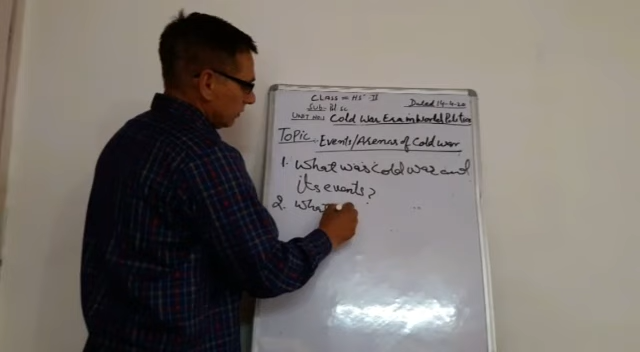 CLASS = HS-II
Dated 14-4-20
Sub: Pol Sc
UNIT No: 1 Cold War Era in World Politics
TOPIC:- Events/Arenas of Cold War
1. What was Cold War and
its events?
2. What